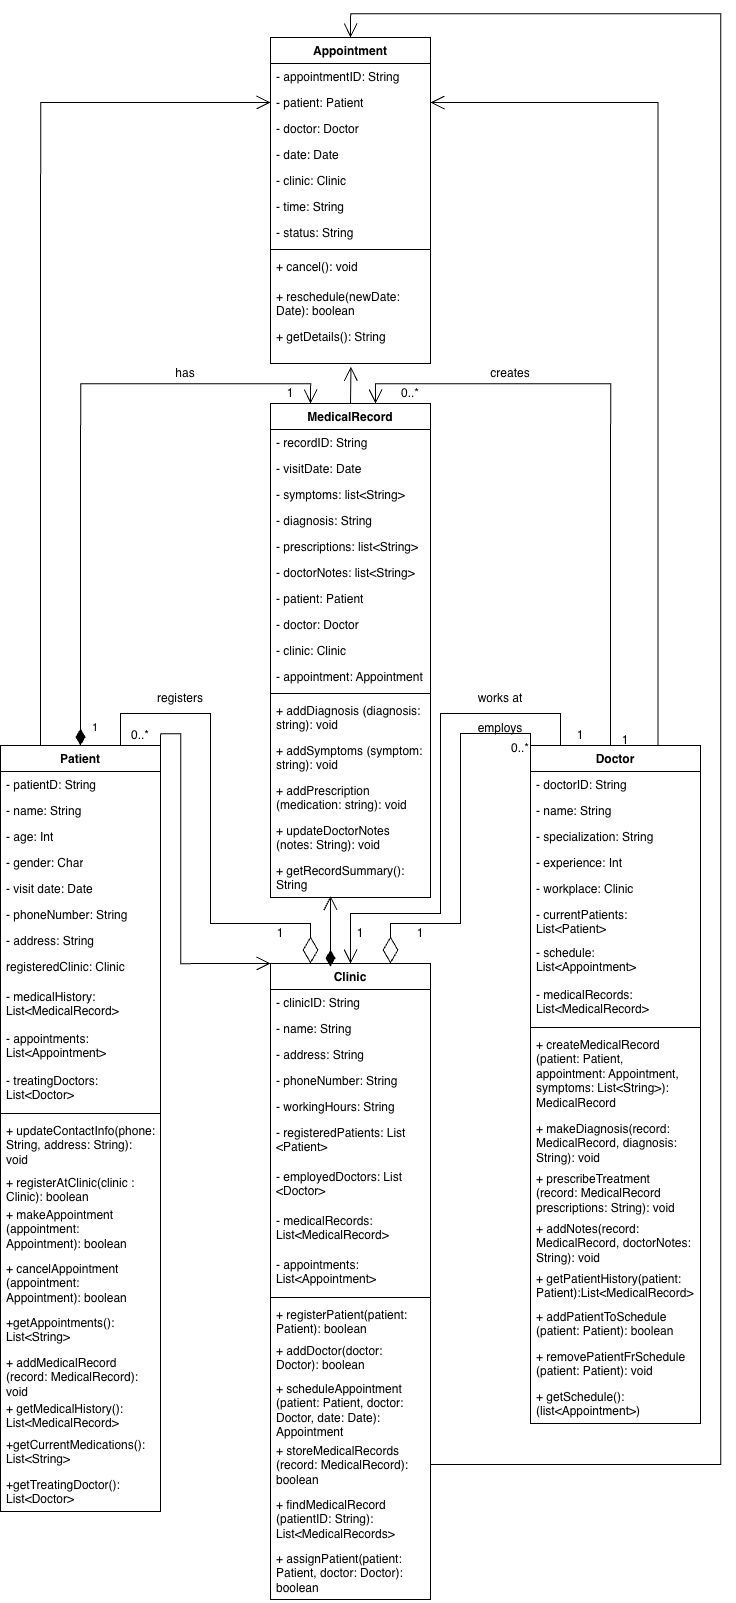 Appointment
- appointmentID: String
- patient: Patient
- doctor: Doctor
- date: Date
- clinic: Clinic
- time: String
- status: String
+ cancel(): void
+ reschedule(newDate:
Date): boolean
+ getDetails(): String
has
creates
1
0..*
MedicalRecord
- recordID: String
- visitDate: Date
- symptoms: list<String>
- diagnosis: String
- prescriptions: list<String>
- doctorNotes: list<String>
- patient: Patient
- doctor: Doctor
- clinic: Clinic
- appointment: Appointment
+ addDiagnosis (diagnosis:
string): void
+ addSymptoms (symptom:
string): void
+ addPrescription
(medication: string): void
+ updateDoctorNotes
(notes: String): void
+ getRecordSummary():
String
registers
works at
employs
1
0..*
1
1
0..*
1
1
1
Patient
- patientD: String
- name: String
- age: Int
- gender: Char
- visit date: Date
- phoneNumber: String
- address: String
registeredClinic: Clinic
- medicalHistory:
List<MedicalRecord>
- appointments:
List<Appointment>
- treatingDoctors:
List<Doctor>
+ updateContactInfo(phone:
String, address: String):
void
+ registerAtClinic(clinic :
Clinic): boolean
+ makeAppointment
(appointment:
Appointment): boolean
+ cancelAppointment
(appointment:
Appointment): boolean
+getAppointments():
List<String>
+ addMedicalRecord
(record: MedicalRecord):
void
+ getMedicalHistory():
List<MedicalRecord>
+getCurrentMedications():
List<String>
+getTreatingDoctor():
List<Doctor>
Clinic
- clinicID: String
- name: String
- address: String
- phoneNumber: String
- workingHours: String
- registeredPatients: List
<Patient>
- employedDoctors: List
<Doctor>
- medicalRecords:
List<MedicalRecord>
- appointments:
List<Appointment>
+ registerPatient(patient:
Patient): boolean
+ addDoctor(doctor:
Doctor): boolean
+ scheduleAppointment
(patient: Patient, doctor:
Doctor, date: Date):
Appointment
+ storeMedicalRecords
(record: MedicalRecord):
boolean
+ findMedicalRecord
(patientID: String):
List<MedicalRecords>
+ assignPatient(patient:
Patient, doctor: Doctor):
boolean
Doctor
- doctorID: String
- name: String
- specialization: String
- experience: Int
- workplace: Clinic
- currentPatients:
List<Patient>
- schedule:
List<Appointment>
- medicalRecords:
List<MedicalRecord>
+ createMedicalRecord
(patient: Patient,
appointment: Appointment,
symptoms: List<String>):
MedicalRecord
+ makeDiagnosis(record:
MedicalRecord, diagnosis:
String): void
+ prescribeTreatment
(record: MedicalRecord
prescriptions: String): void
+ addNotes(record:
MedicalRecord, doctorNotes:
String): void
+ getPatientHistory(patient:
Patient):List<MedicalRecord>
+ addPatientToSchedule
(patient: Patient): boolean
+ removePatientFrSchedule
(patient: Patient): void
+ getSchedule():
(list<Appointment>)